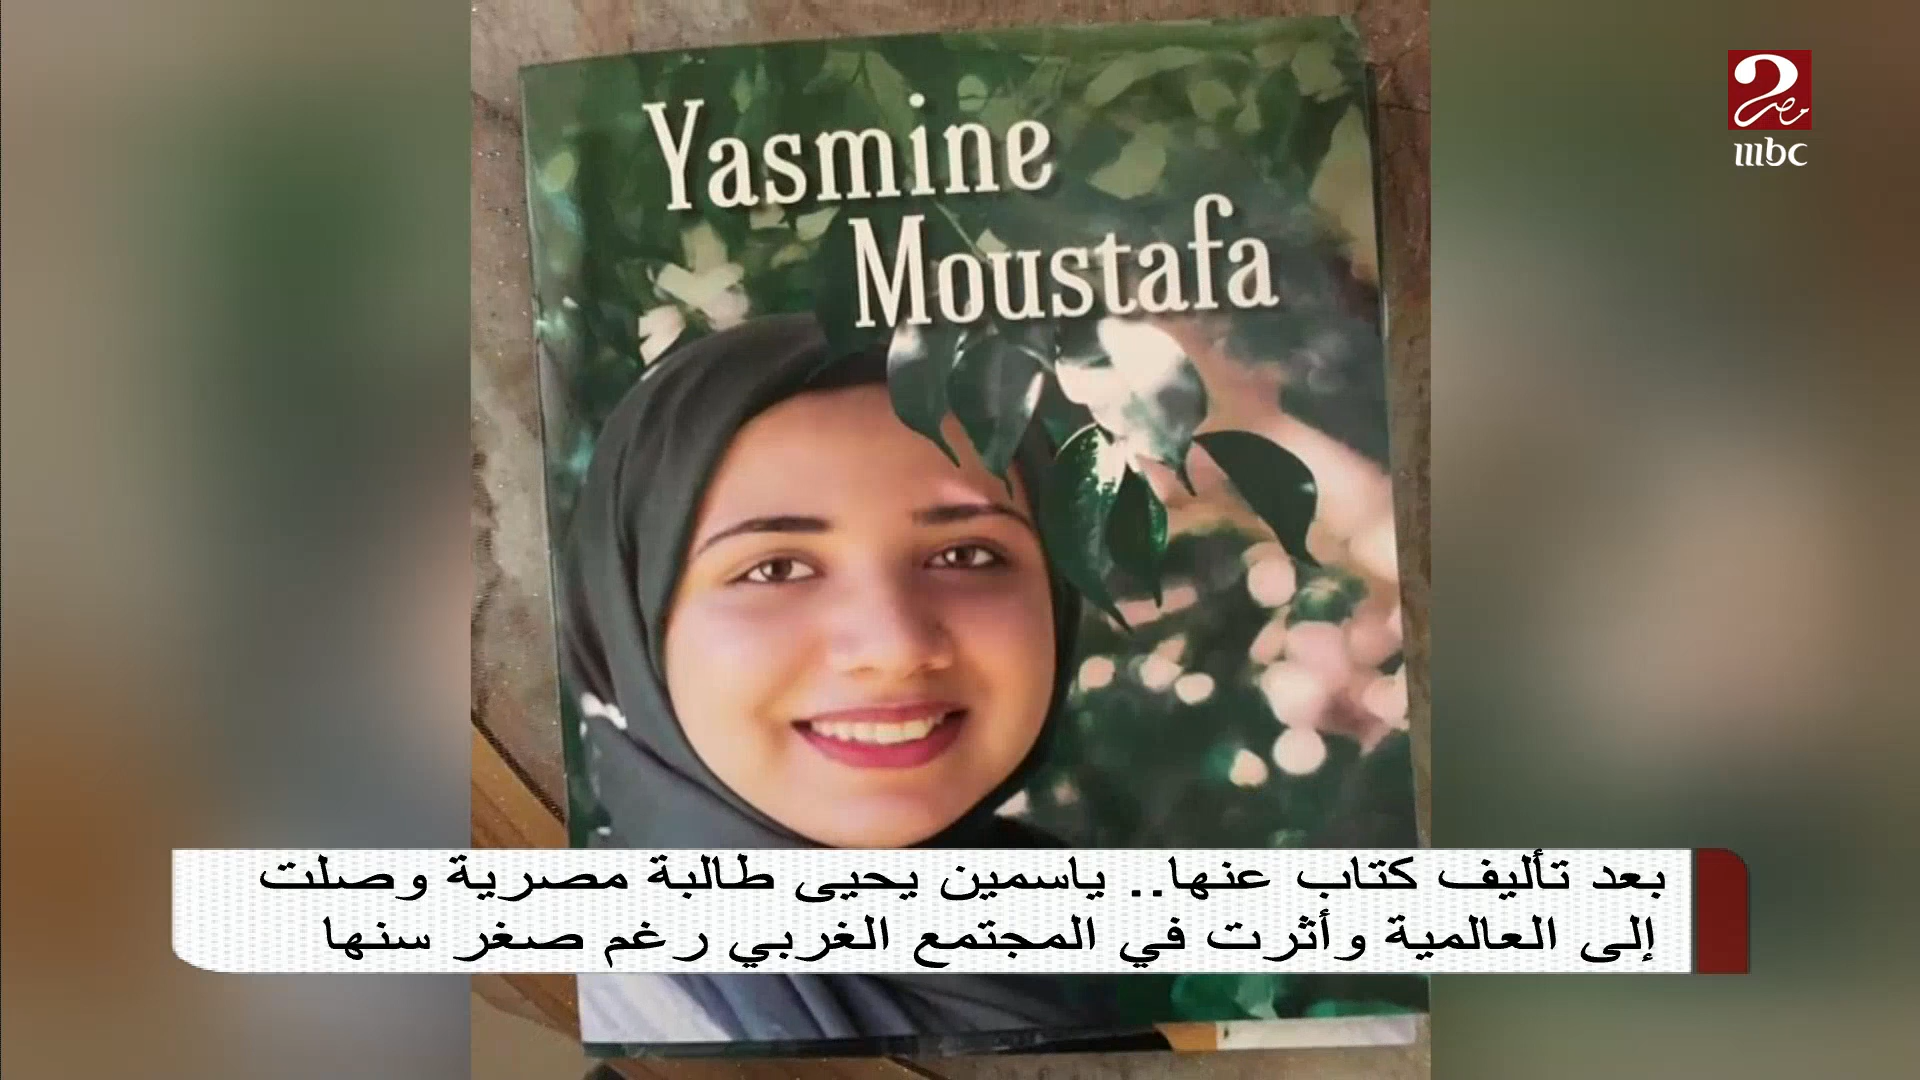 Yasmine
Moustafa
مصر
mbc
بعد تأليف كتاب عنها.. ياسمين يحيى طالبة مصرية وصلت
إلى العالمية وأثرت في المجتمع الغربي رغم صغر سنها